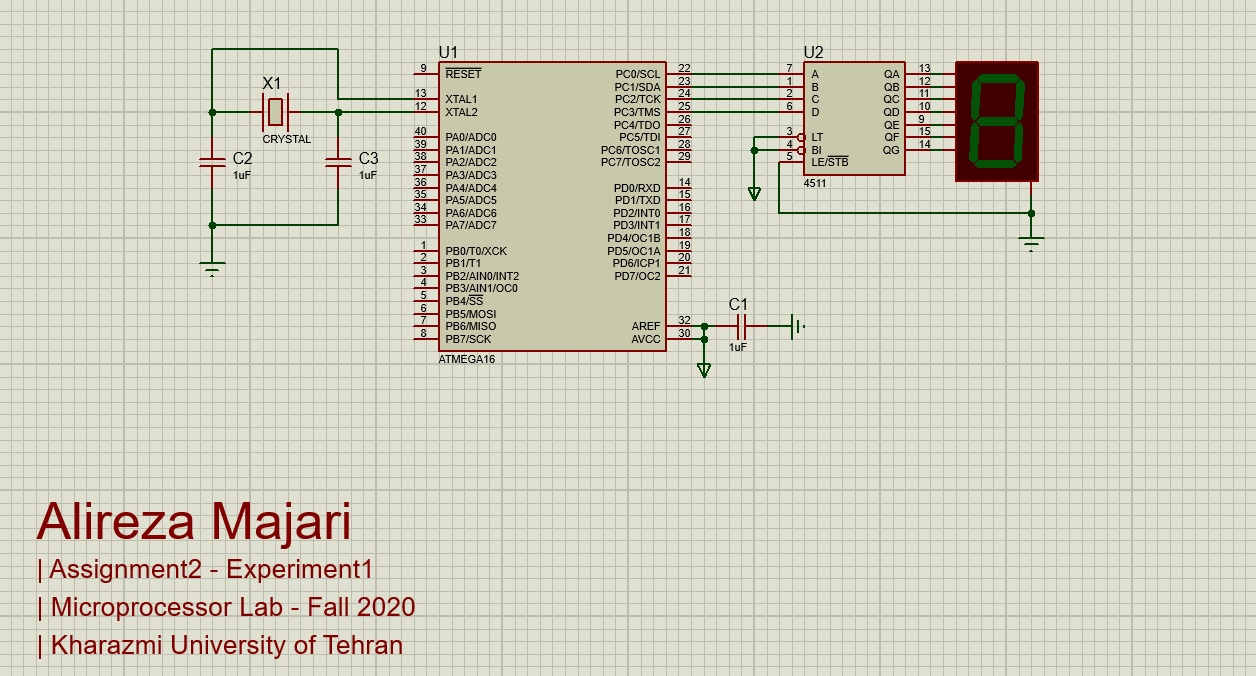 U1
U2
X1
CRYSTAL
C2
1uF
C3
1uF
9 RESET
13 XTAL1
12 XTAL2
40 PA0/ADC0
39 PA1/ADC1
38 PA2/ADC2
37 PA3/ADC3
36 PA4/ADC4
35 PA5/ADC5
34 PA6/ADC6
33 PA7/ADC7
1 PB0/T0/XCK
2 PB1/T1
3 PB2/AIN0/INT2
4 PB3/AIN1/OC0
5 PB4/SS
6 PB5/MOSI
7 PB6/MISO
8 PB7/SCK
PC0/SCL 22
PC1/SDA 23
PC2/TCK 24
PC3/TMS 25
PC4/TDO 26
PC5/TDI 27
PC6/TOSC1 28
PC7/TOSC2 29
PD0/RXD 14
PD1/TXD 15
PD2/INT0 16
PD3/INT1 17
PD4/OC1B 18
PD5/OC1A 19
PD6/ICP1 20
PD7/OC2 21
AREF 32
AVCC 30
ATMEGA16
7 A QA 13
1 B QB 12
2 C QC 11
6 D QD 10
QE 9
3 LT QF 15
4 BI QG 14
5 LE/STB
4511
C1
1uF
Alireza Majari
| Assignment2 - Experiment1
| Microprocessor Lab - Fall 2020
| Kharazmi University of Tehran